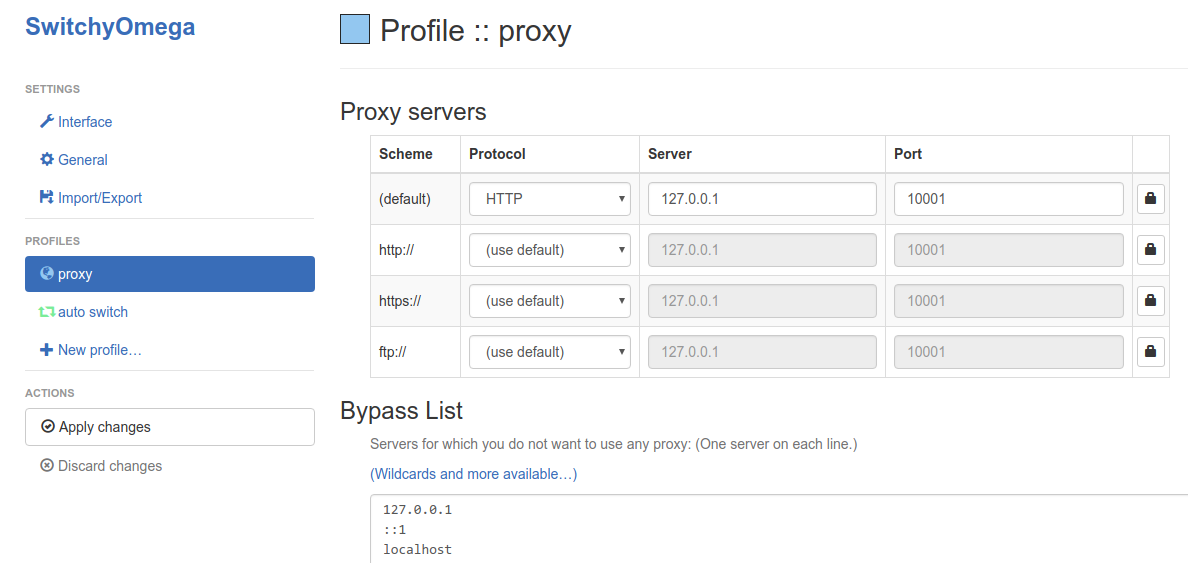 SwitchyOmega
SETTINGS
Interface
General
Import/Export
PROFILES
proxy
auto switch
New profile…
ACTIONS
Apply changes
Discard changes
Profile :: proxy
Proxy servers
Scheme Protocol Server Port
(default) HTTP 127.0.0.1 10001
http:// (use default) 127.0.0.1 10001
https:// (use default) 127.0.0.1 10001
ftp:// (use default) 127.0.0.1 10001
Bypass List
Servers for which you do not want to use any proxy: (One server on each line.)
(Wildcards and more available…)
127.0.0.1
::1
localhost